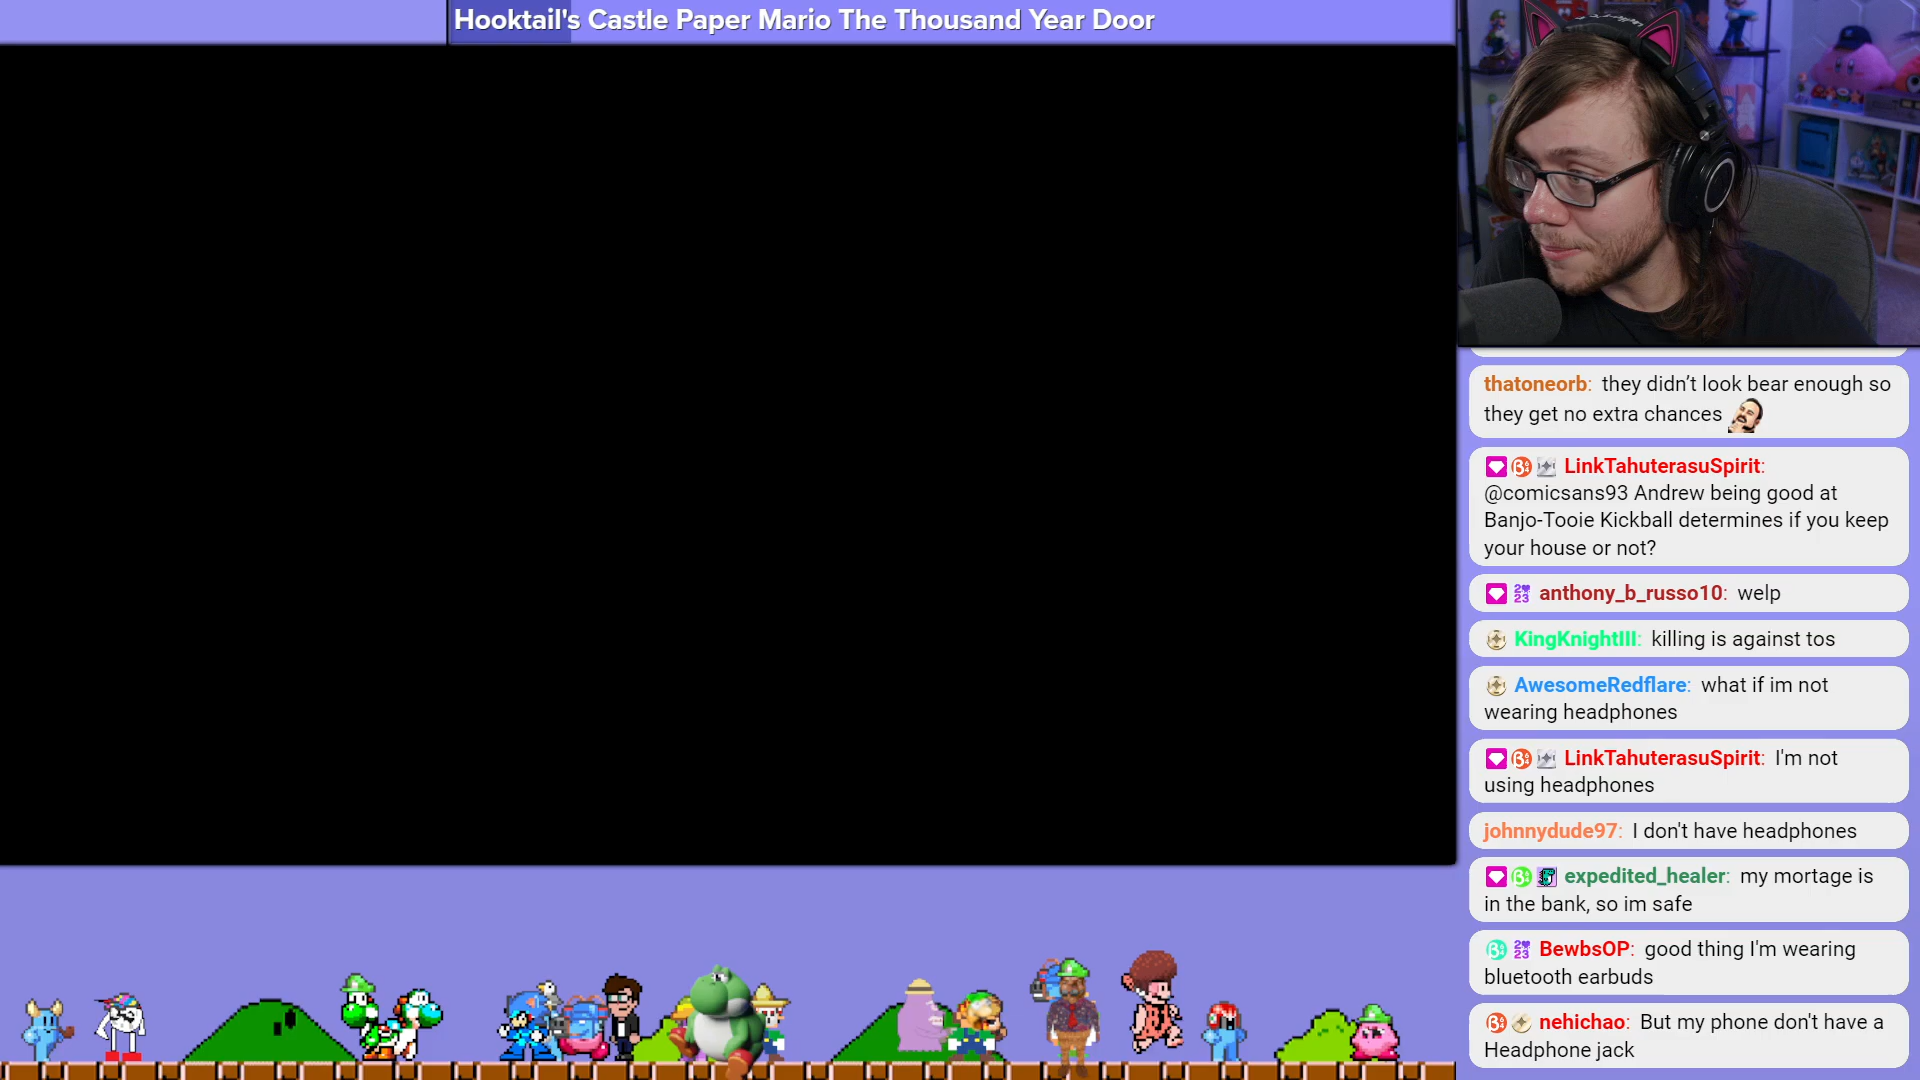 Hooktail's Castle Paper Mario The Thousand Year Door
thatoneorb: they didn’t look bear enough so
they get no extra chances
LinkTahuterasuSpirit:
@comicsans93 Andrew being good at
Banjo-Tooie Kickball determines if you keep
your house or not?
anthony_b_russo10: welp
KingKnightIII: killing is against tos
AwesomeRedflare: what if im not
wearing headphones
LinkTahuterasuSpirit: I'm not
using headphones
johnnydude97: I don't have headphones
expedited_healer: my mortage is
in the bank, so im safe
BewbsOP: good thing I'm wearing
bluetooth earbuds
nehichao: But my phone don't have a
Headphone jack